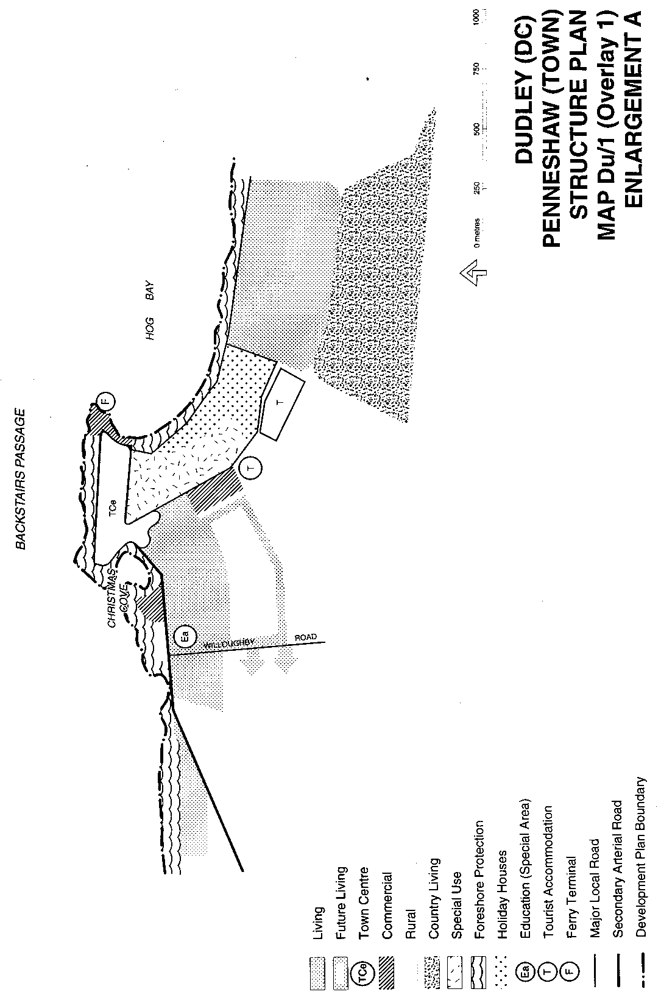 BACKSTAIRS PASSAGE
HOG BAY
F
TCe
CHRISTMAS
COVE
T
T
Ea
WILLOUGHBY ROAD
0 metres 250 500 750 1000
DUDLEY (DC)
PENNESHAW (TOWN)
STRUCTURE PLAN
MAP Du/1 (Overlay 1)
ENLARGEMENT A
Living
Future Living
TCe Town Centre
Commercial
Rural
Country Living
Special Use
Foreshore Protection
Holiday Houses
Ea Education (Special Area)
T Tourist Accommodation
F Ferry Terminal
Major Local Road
Secondary Arterial Road
Development Plan Boundary